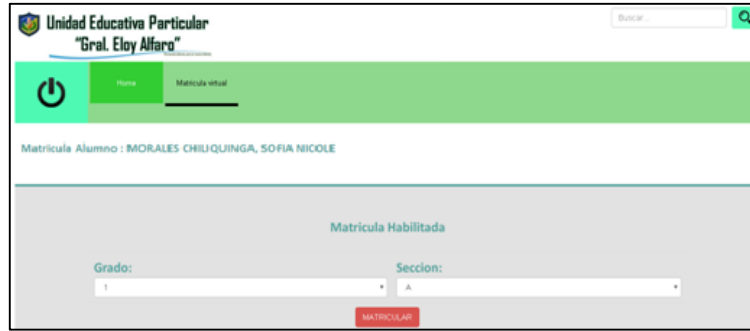 Unidad Educativa Particular
"Gral. Eloy Alfaro"
Buscar...
Home
Matricula virtual
Matricula Alumno : MORALES CHILIQUINGA, SOFIA NICOLE
Matricula Habilitada
Grado:
Seccion:
1
A
MATRICULAR